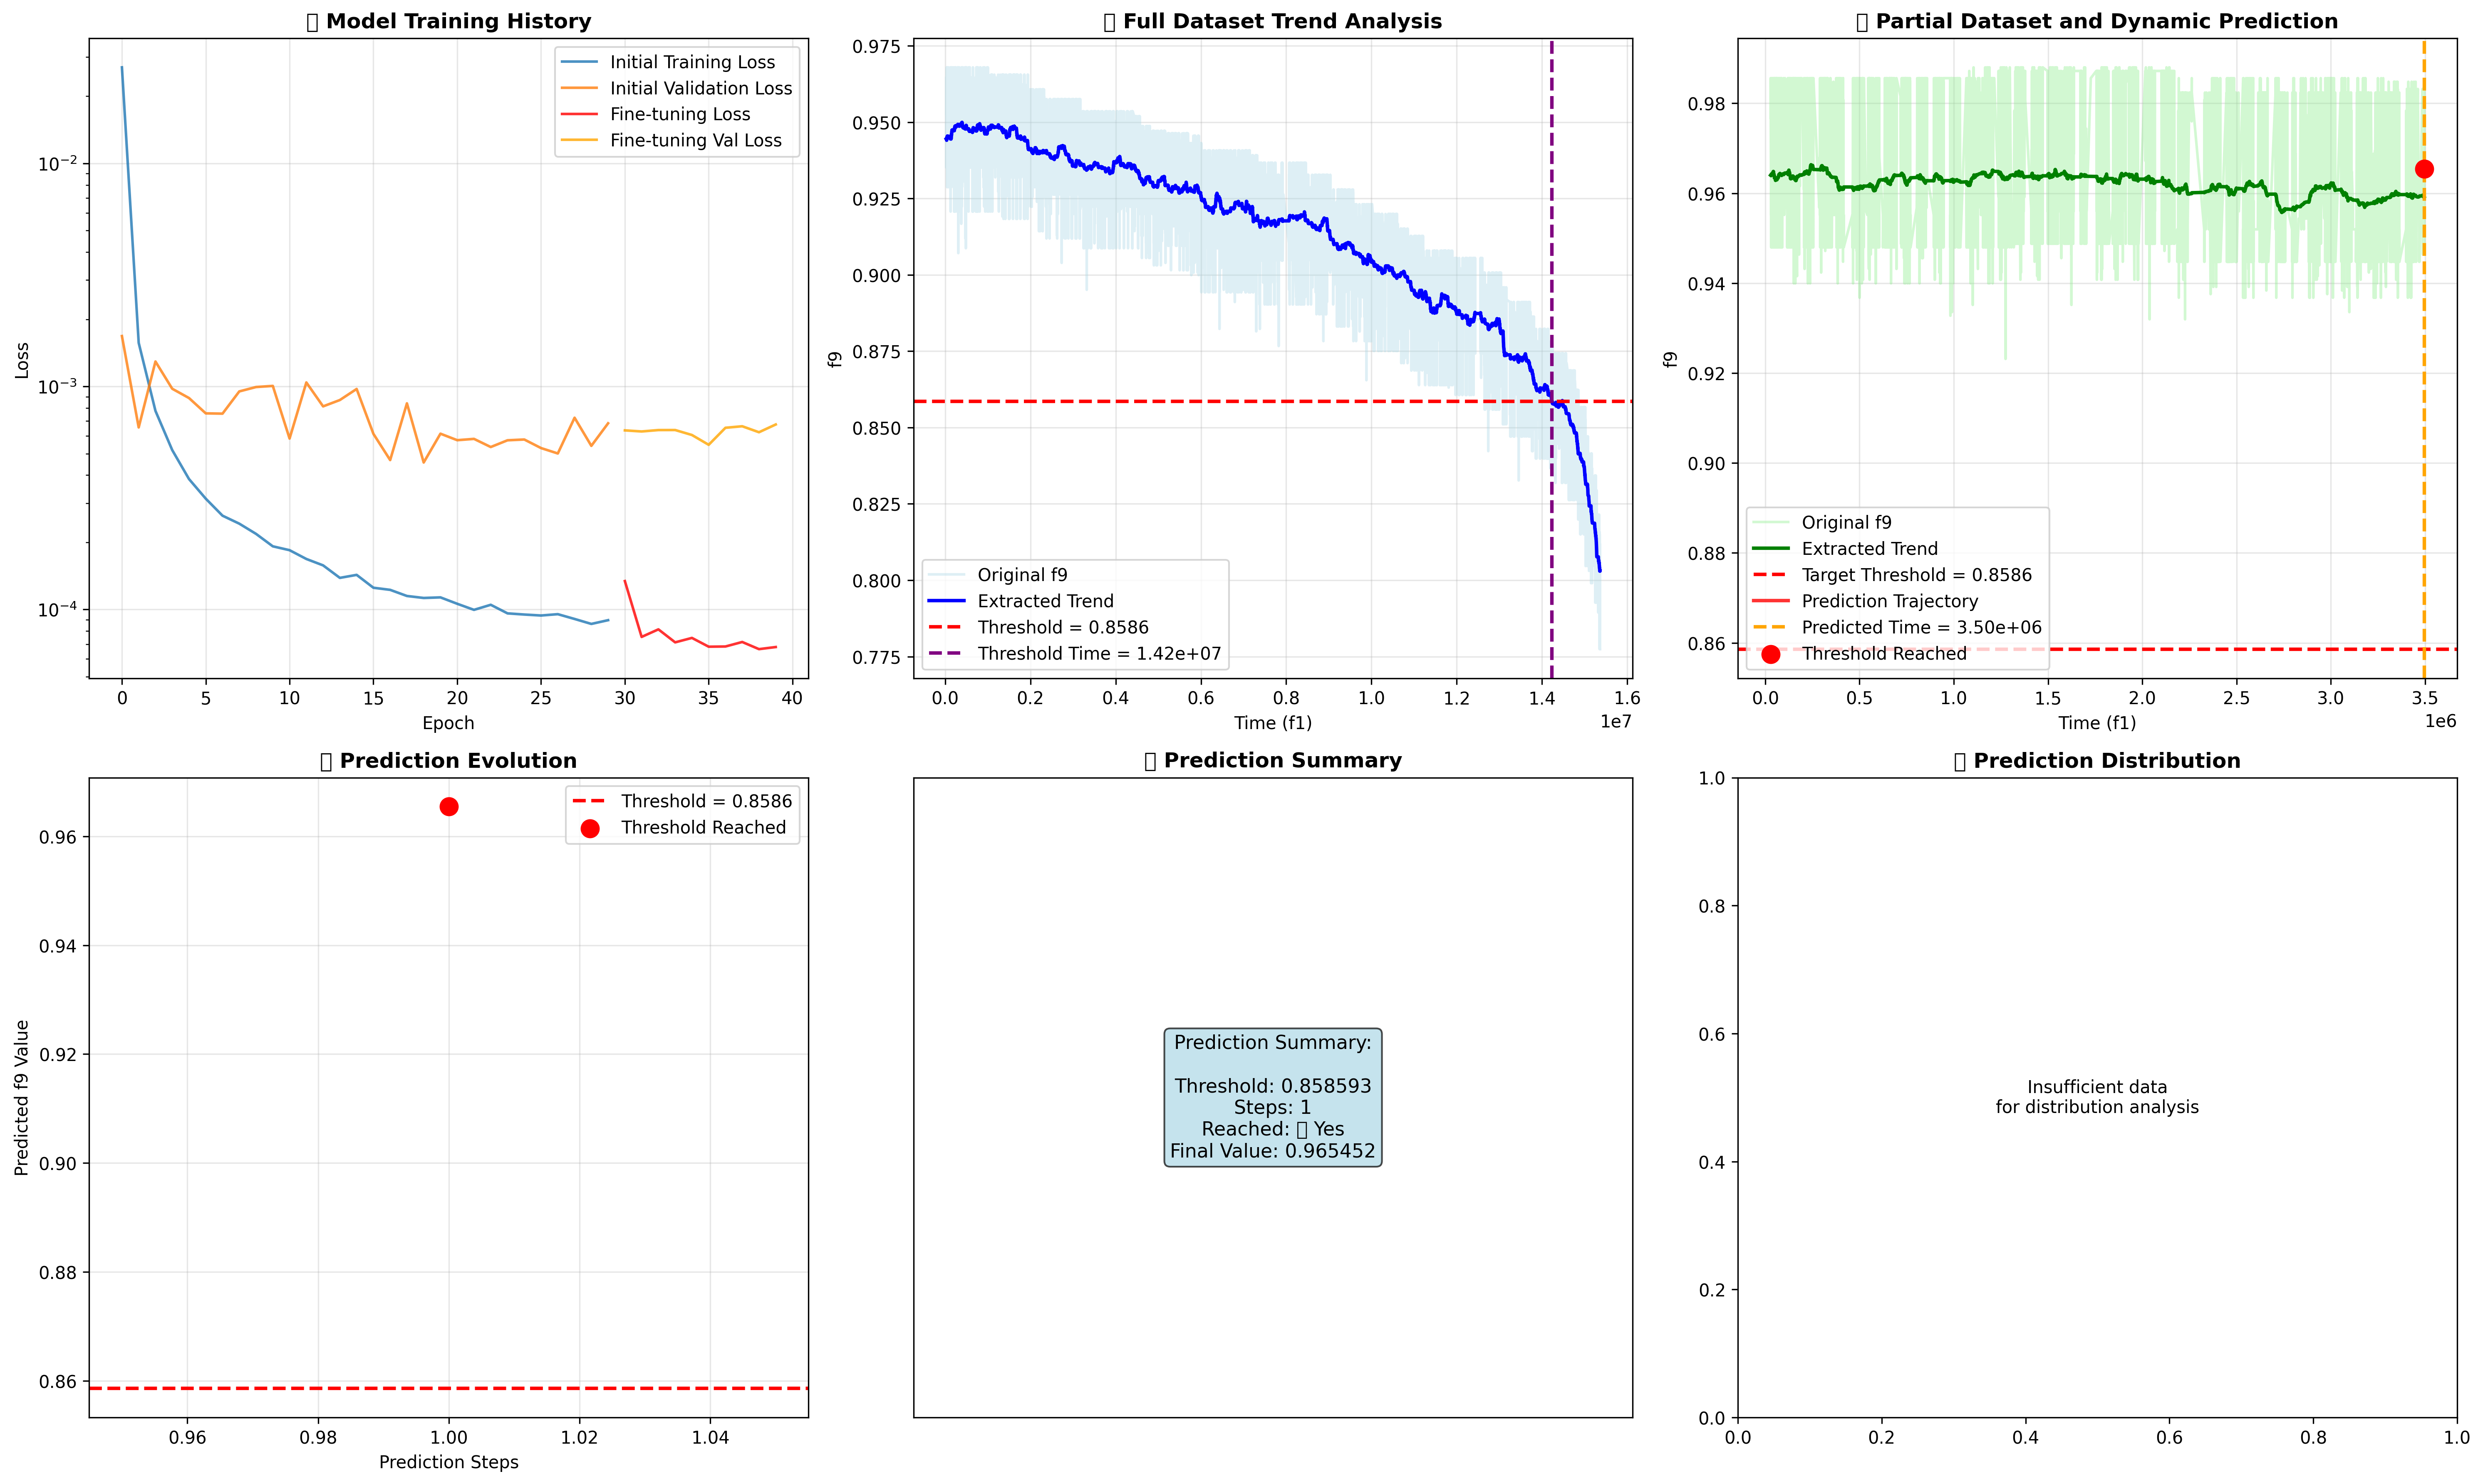 ▯ Model Training History
Loss
10⁻²
10⁻³
10⁻⁴
Initial Training Loss
Initial Validation Loss
Fine-tuning Loss
Fine-tuning Val Loss
0 5 10 15 20 25 30 35 40
Epoch
▯ Full Dataset Trend Analysis
f9
0.975
0.950
0.925
0.900
0.875
0.850
0.825
0.800
0.775
Original f9
Extracted Trend
Threshold = 0.8586
Threshold Time = 1.42e+07
0.0 0.2 0.4 0.6 0.8 1.0 1.2 1.4 1.6
1e7
Time (f1)
▯ Partial Dataset and Dynamic Prediction
f9
0.98
0.96
0.94
0.92
0.90
0.88
0.86
Original f9
Extracted Trend
Target Threshold = 0.8586
Prediction Trajectory
Predicted Time = 3.50e+06
Threshold Reached
0.0 0.5 1.0 1.5 2.0 2.5 3.0 3.5
1e6
Time (f1)
▯ Prediction Evolution
Predicted f9 Value
0.96
0.94
0.92
0.90
0.88
0.86
Threshold = 0.8586
Threshold Reached
0.96 0.98 1.00 1.02 1.04
Prediction Steps
▯ Prediction Summary
Prediction Summary:
Threshold: 0.858593
Steps: 1
Reached: ▯ Yes
Final Value: 0.965452
▯ Prediction Distribution
1.0
0.8
0.6
0.4
0.2
0.0
Insufficient data
for distribution analysis
0.0 0.2 0.4 0.6 0.8 1.0